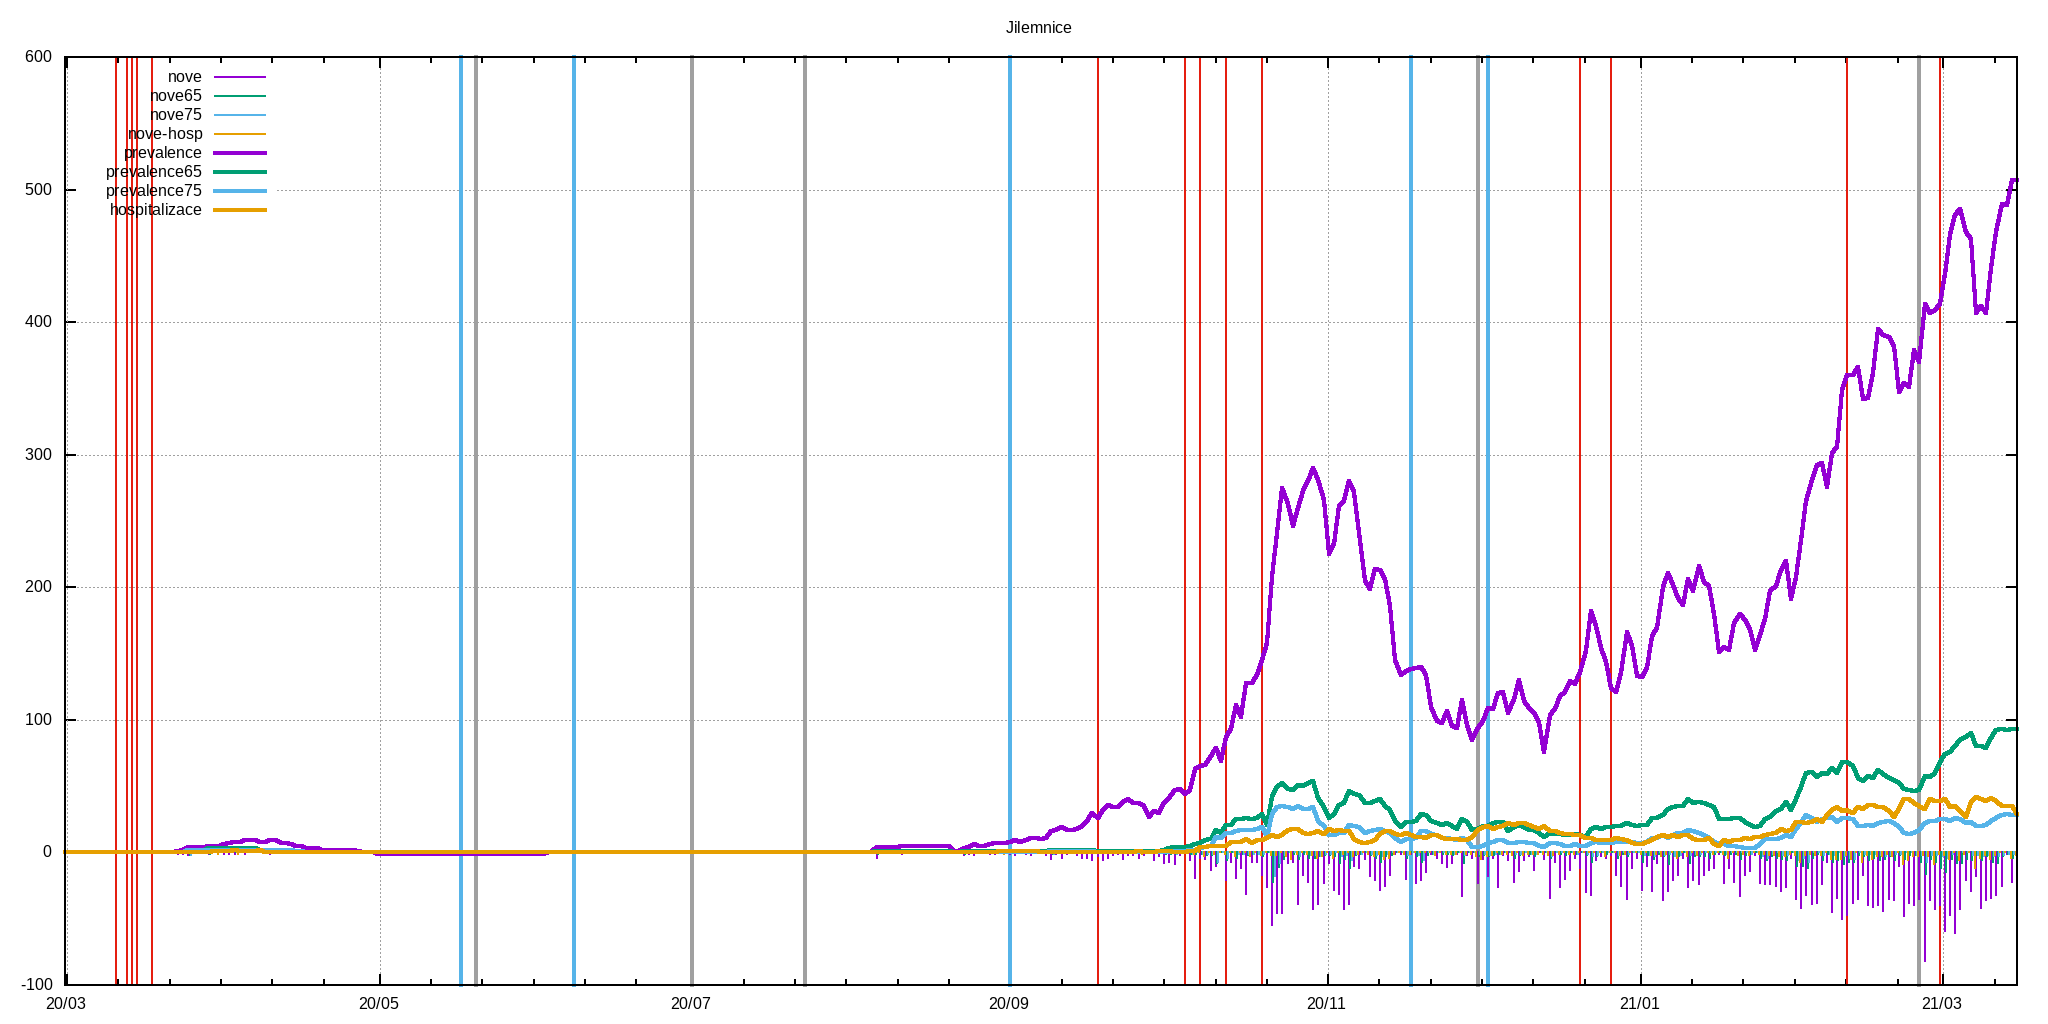 Jilemnice
600
500
400
300
200
100
0
-100
nove
nove65
nove75
nove-hosp
prevalence
prevalence65
prevalence75
hospitalizace
20/03
20/05
20/07
20/09
20/11
21/01
21/03